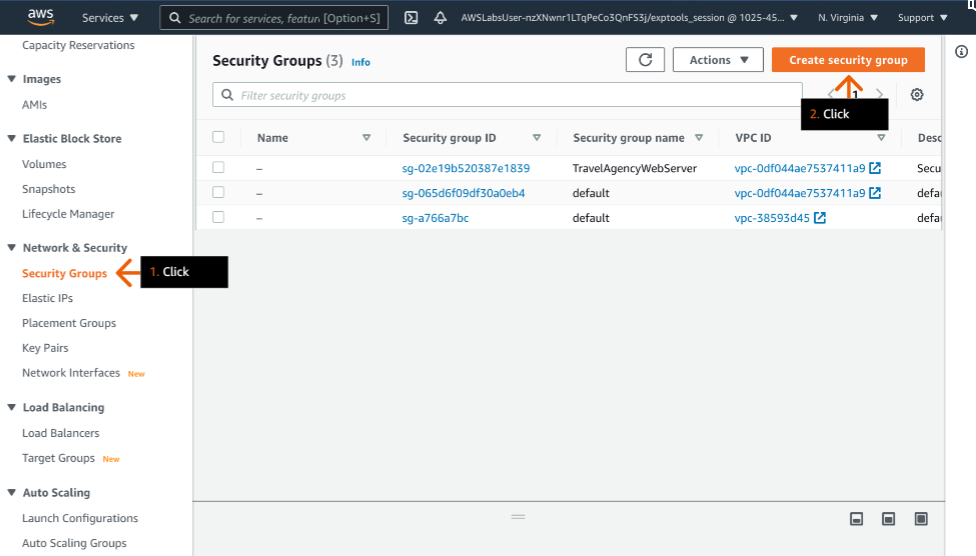 aws Services ▼ Search for services, featur [Option+S] AWSLabsUser-nzXNwnr1LTqPeCo3QnFS3j/exptools_session @ 1025-45... ▼ N. Virginia ▼ Support ▼
Capacity Reservations
▼ Images
AMIs
▼ Elastic Block Store
Volumes
Snapshots
Lifecycle Manager
▼ Network & Security
Security Groups
1. Click
Elastic IPs
Placement Groups
Key Pairs
Network Interfaces New
▼ Load Balancing
Load Balancers
Target Groups New
▼ Auto Scaling
Launch Configurations
Auto Scaling Groups
Security Groups (3) Info
Actions ▼
Create security group
Filter security groups
< 1 >
2. Click
Name Security group ID Security group name VPC ID Desc
– sg-02e19b520387e1839 TravelAgencyWebServer vpc-0df044ae7537411a9 Secu
– sg-065d6f09df30a0eb4 default vpc-0df044ae7537411a9 defa
– sg-a766a7bc default vpc-38593d45 defa